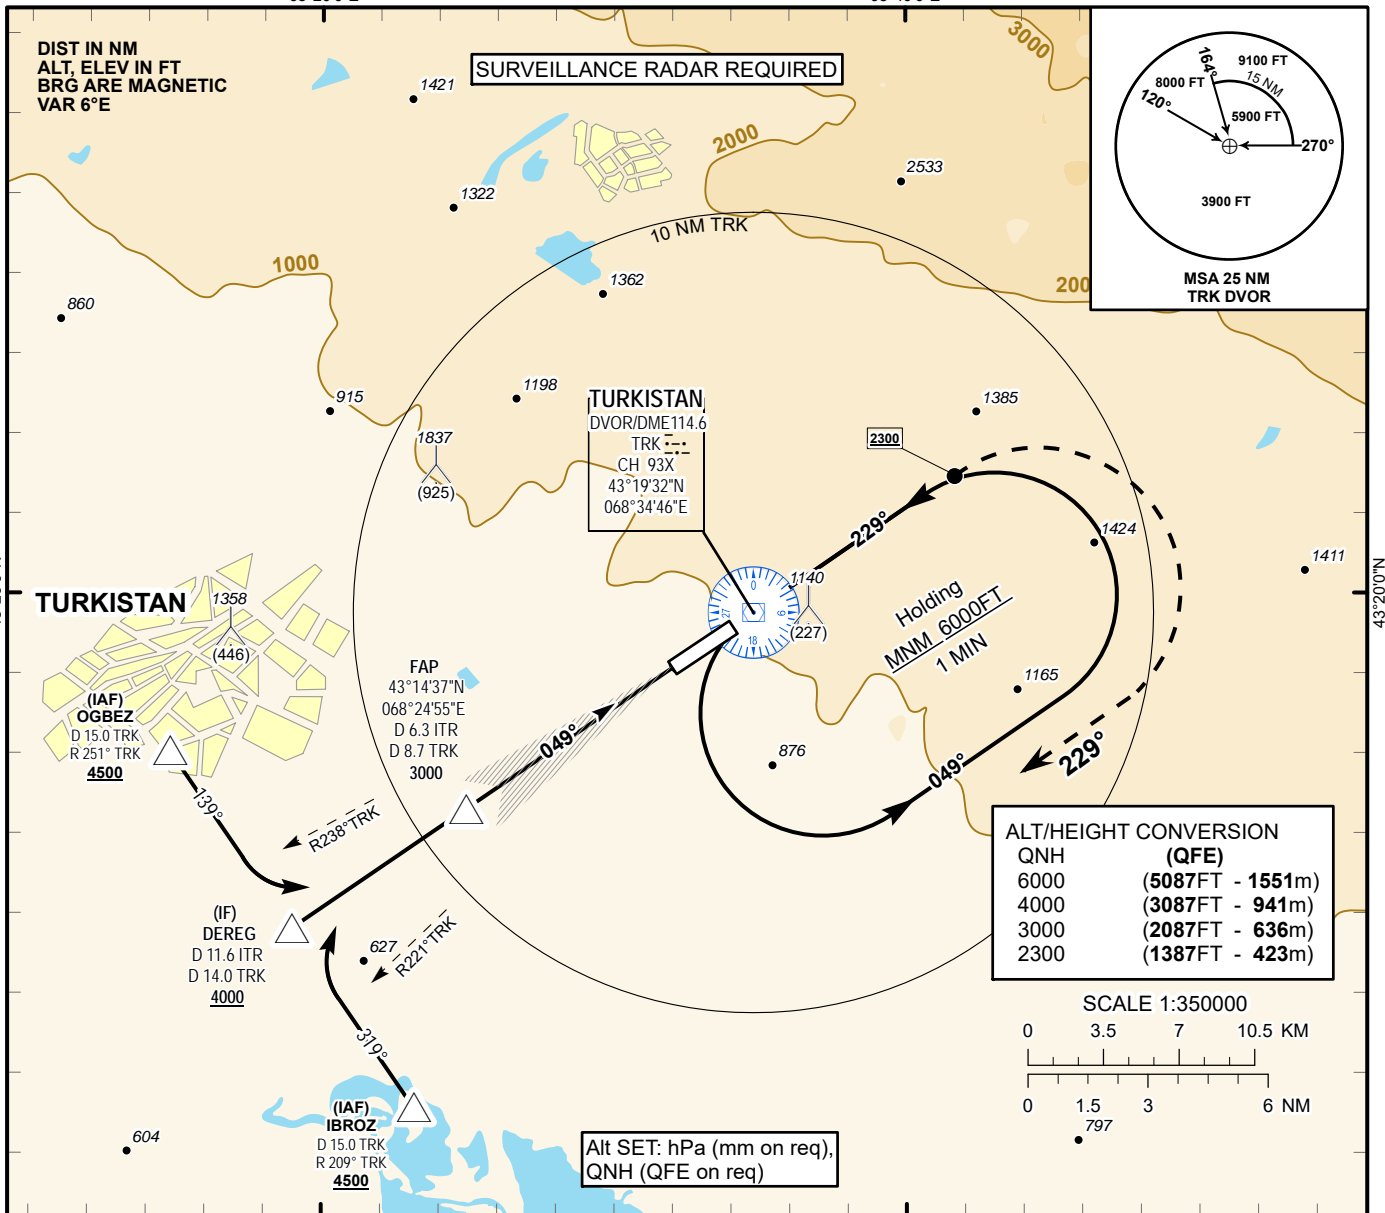 DIST IN NM
ALT, ELEV IN FT
BRG ARE MAGNETIC
VAR 6°E
SURVEILLANCE RADAR REQUIRED
3000
164°
9100 FT
8000 FT
15 NM
120°
5900 FT
270°
3900 FT
MSA 25 NM
TRK DVOR
1421
2000
2533
1322
10 NM TRK
1000
1362
200
860
1198
915
1837
(925)
TURKISTAN
DVOR/DME114.6
TRK
CH 93X
43°19'32"N
068°34'46"E
1385
2300
229°
1424
1411
43°20'0"N
TURKISTAN
1358
(446)
0
9
18
27
1140
(227)
Holding
MNM 6000FT
1 MIN
1165
FAP
43°14'37"N
068°24'55"E
D 6.3 ITR
D 8.7 TRK
3000
049°
(IAF)
OGBEZ
D 15.0 TRK
R 251° TRK
4500
876
049°
229°
139°
R238°TRK
ALT/HEIGHT CONVERSION
QNH (QFE)
6000 (5087FT - 1551m)
4000 (3087FT - 941m)
3000 (2087FT - 636m)
2300 (1387FT - 423m)
(IF)
DEREG
D 11.6 ITR
D 14.0 TRK
4000
627
R221°TRK
SCALE 1:350000
0 3.5 7 10.5 KM
0 1.5 3 6 NM
319°
(IAF)
IBROZ
D 15.0 TRK
R 209° TRK
4500
604
797
Alt SET: hPa (mm on req),
QNH (QFE on req)